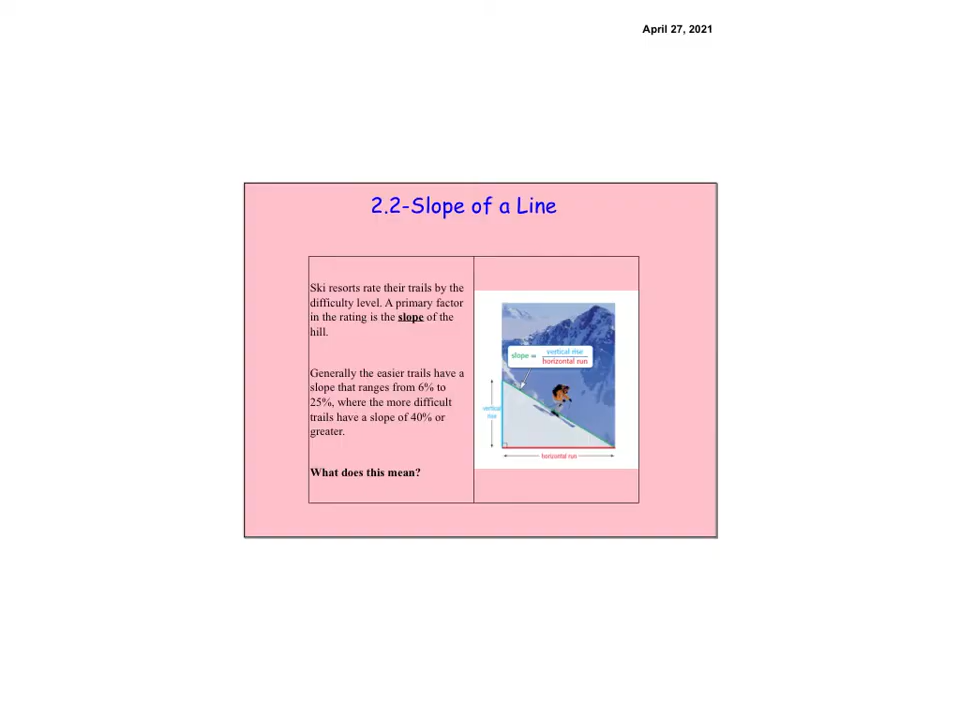 April 27, 2021
2.2-Slope of a Line
Ski resorts rate their trails by the
difficulty level. A primary factor
in the rating is the slope of the
hill.
Generally the easier trails have a
slope that ranges from 6% to
25%, where the more difficult
trails have a slope of 40% or
greater.
What does this mean?
slope = vertical rise
horizontal run
vertical
rise
horizontal run